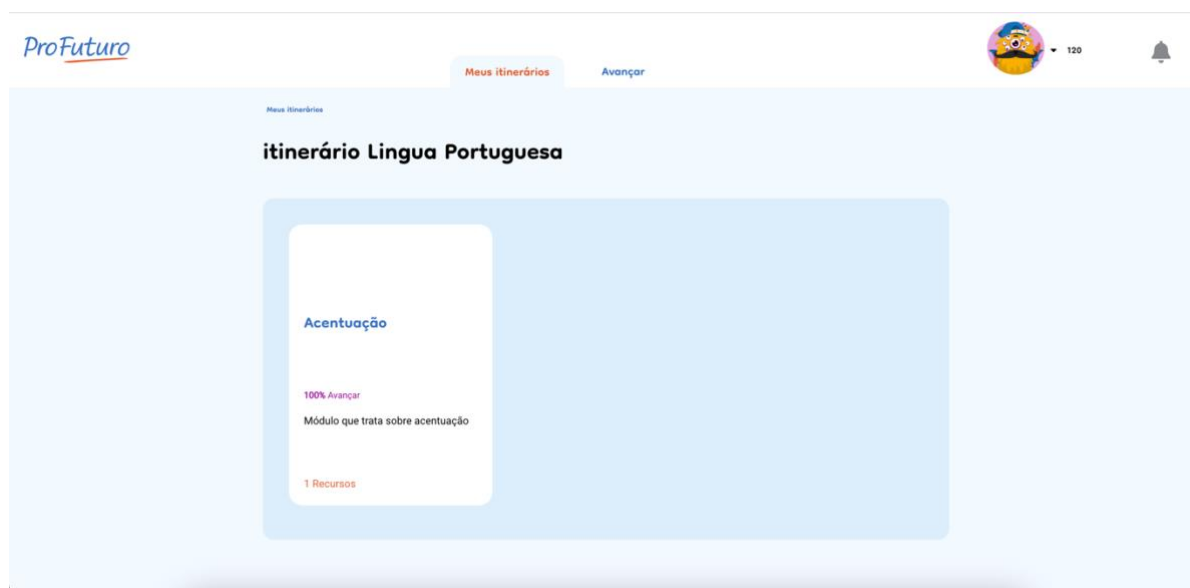 ProFuturo
Meus itinerários
Avançar
120
Meus itinerários
itinerário Lingua Portuguesa
Acentuação
100% Avançar
Módulo que trata sobre acentuação
1 Recursos